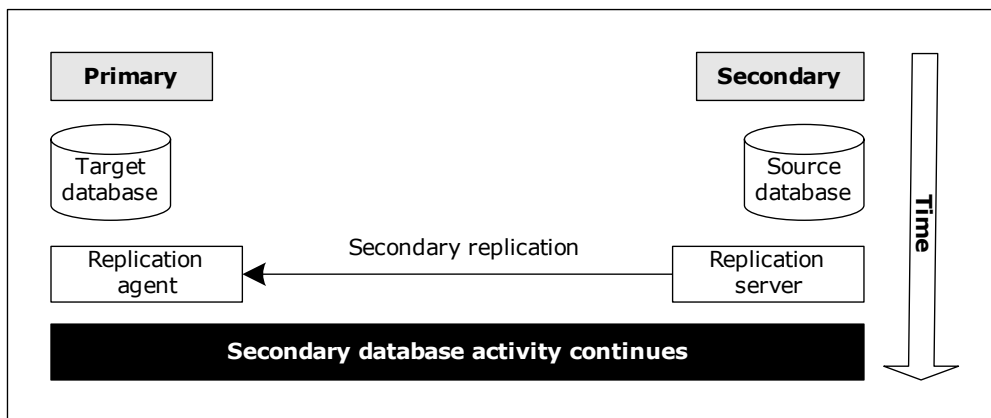 Primary
Secondary
Target
database
Source
database
Time
Secondary replication
Replication
agent
Replication
server
Secondary database activity continues